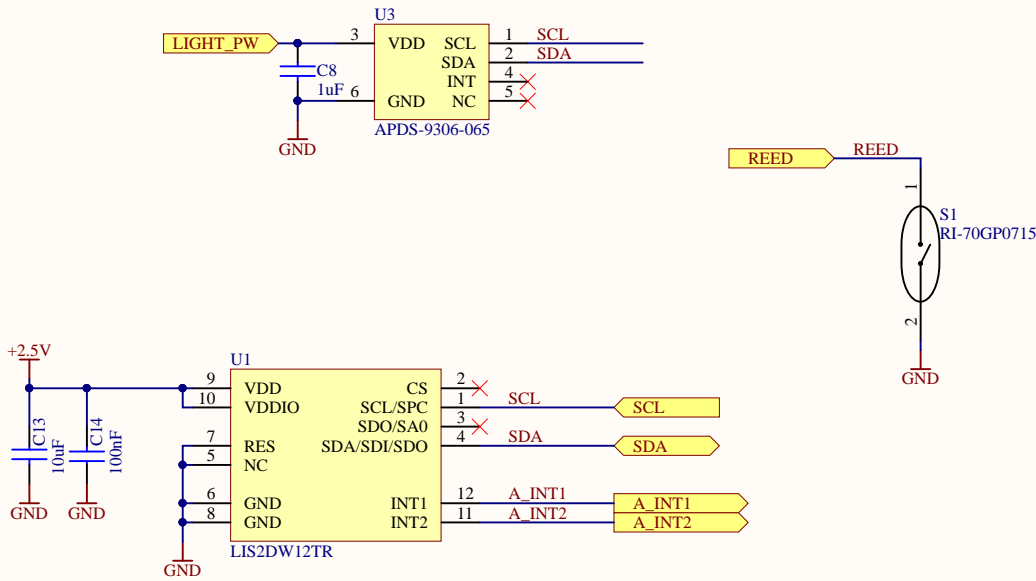 U3
LIGHT_PW
3
VDD
SCL
1
SCL
SDA
2
SDA
C8
1uF
INT
4
6
GND
NC
5
APDS-9306-065
GND
REED
REED
1
S1
RI-70GP0715
2
GND
+2.5V
U1
9
VDD
CS
2
10
VDDIO
SCL/SPC
1
SCL
SCL
SDO/SA0
3
C13
10uF
C14
100nF
7
RES
SDA/SDI/SDO
4
SDA
SDA
5
NC
6
GND
INT1
12
A_INT1
A_INT1
8
GND
INT2
11
A_INT2
A_INT2
GND
GND
LIS2DW12TR
GND